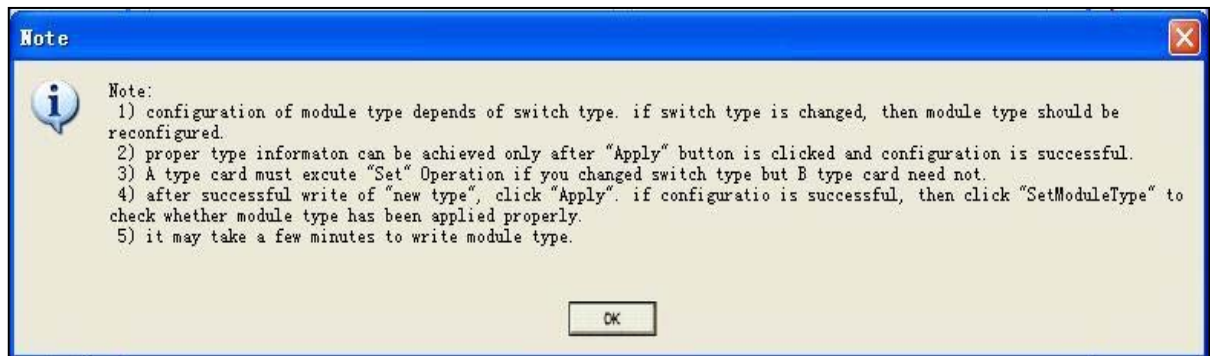 Note
Note:
1) configuration of module type depends of switch type. if switch type is changed, then module type should be
reconfigured.
2) proper type informaton can be achieved only after "Apply" button is clicked and configuration is successful.
3) A type card must excute "Set" Operation if you changed switch type but B type card need not.
4) after successful write of "new type", click "Apply". if configuratio is successful, then click "SetModuleType" to
check whether module type has been applied properly.
5) it may take a few minutes to write module type.
OK